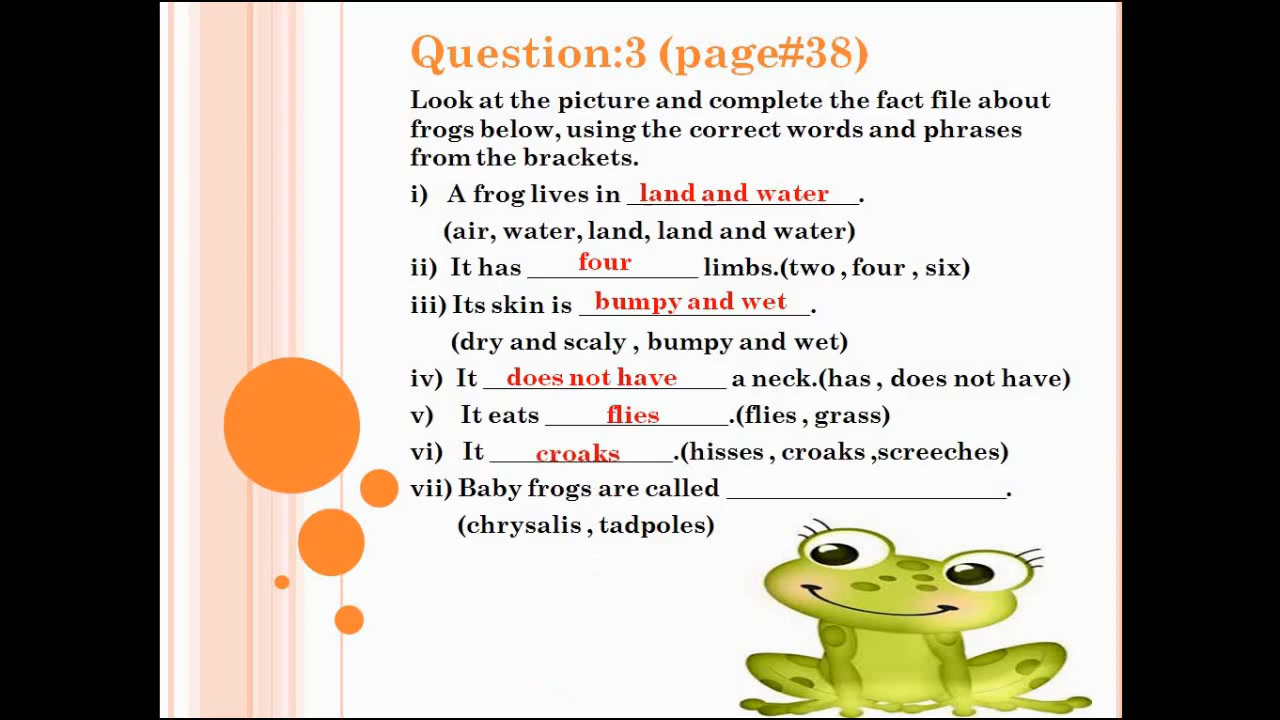 Question:3 (page#38)
Look at the picture and complete the fact file about
frogs below, using the correct words and phrases
from the brackets.
i) A frog lives in land and water.
(air, water, land, land and water)
ii) It has four limbs.(two , four , six)
iii) Its skin is bumpy and wet.
(dry and scaly , bumpy and wet)
iv) It does not have a neck.(has , does not have)
v) It eats flies.(flies , grass)
vi) It croaks.(hisses , croaks ,screeches)
vii) Baby frogs are called ____________________.
(chrysalis , tadpoles)